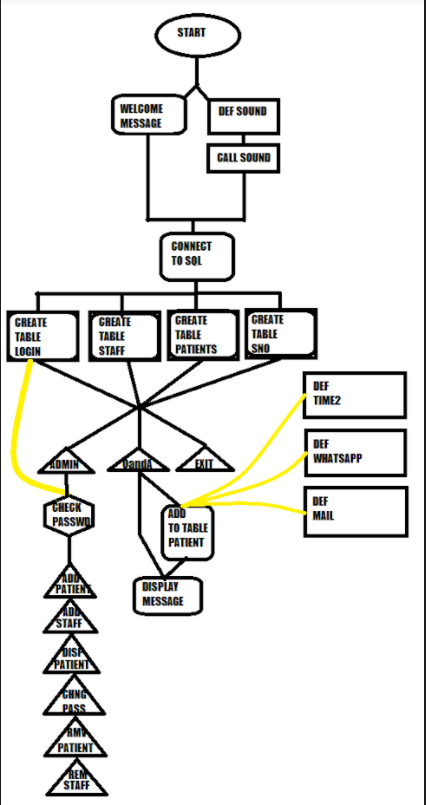 START
WELCOME
MESSAGE
DEF SOUND
CALL SOUND
CONNECT
TO SQL
CREATE
TABLE
LOGIN
CREATE
TABLE
STAFF
CREATE
TABLE
PATIENTS
CREATE
TABLE
SNO
DEF
TIME2
DEF
WHATSAPP
DEF
MAIL
ADMIN
QandA
EXIT
CHECK
PASSWD
ADD
TO TABLE
PATIENT
DISPLAY
MESSAGE
ADD
PATIENT
ADD
STAFF
DISP
PATIENT
CHNG
PASS
RMV
PATIENT
REM
STAFF